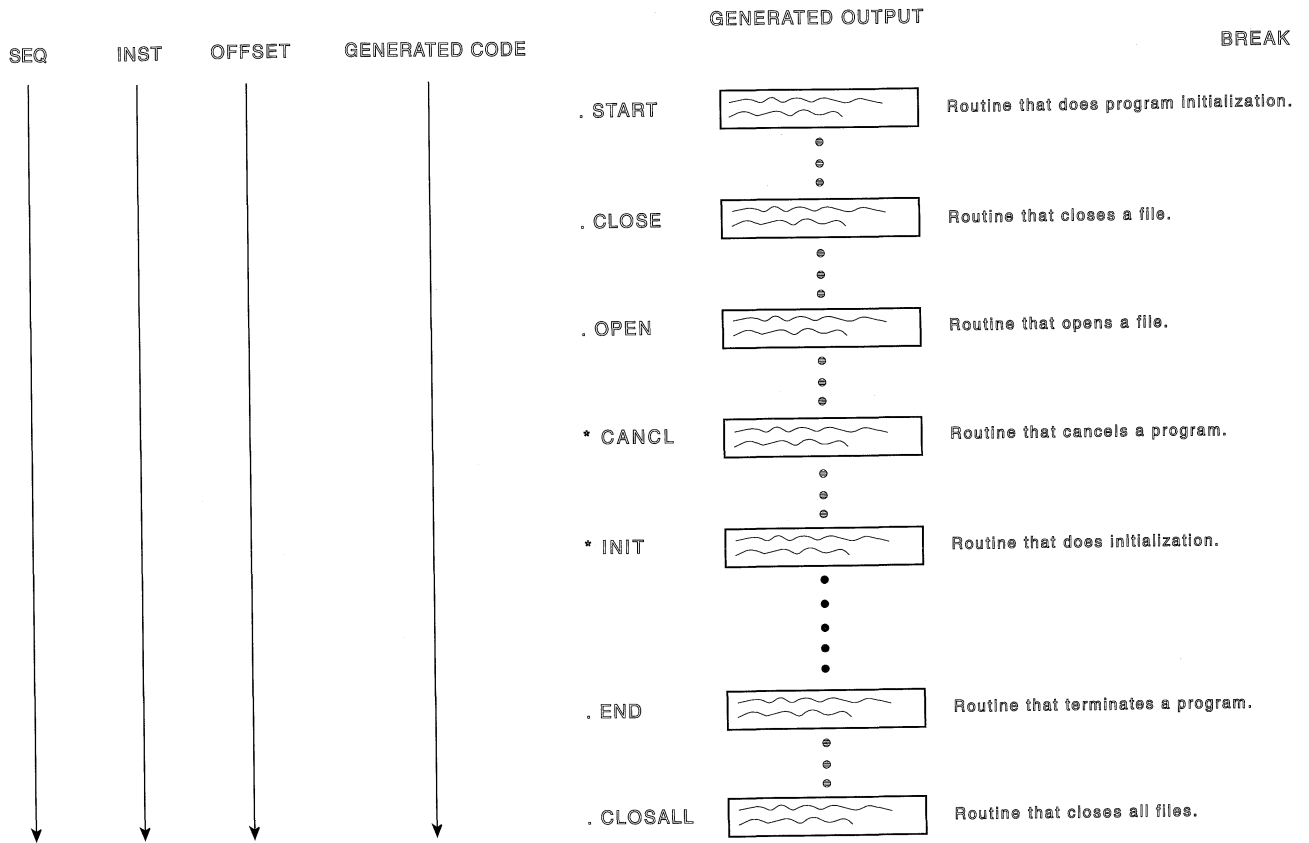 GENERATED OUTPUT
SEQ INST OFFSET GENERATED CODE BREAK
. START Routine that does program initialization.
. CLOSE Routine that closes a file.
. OPEN Routine that opens a file.
* CANCL Routine that cancels a program.
* INIT Routine that does initialization.
. END Routine that terminates a program.
. CLOSALL Routine that closes all files.